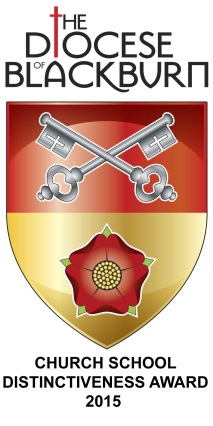 THE
DIOCESE
OF
BLACKBURN
CHURCH SCHOOL
DISTINCTIVENESS AWARD
2015